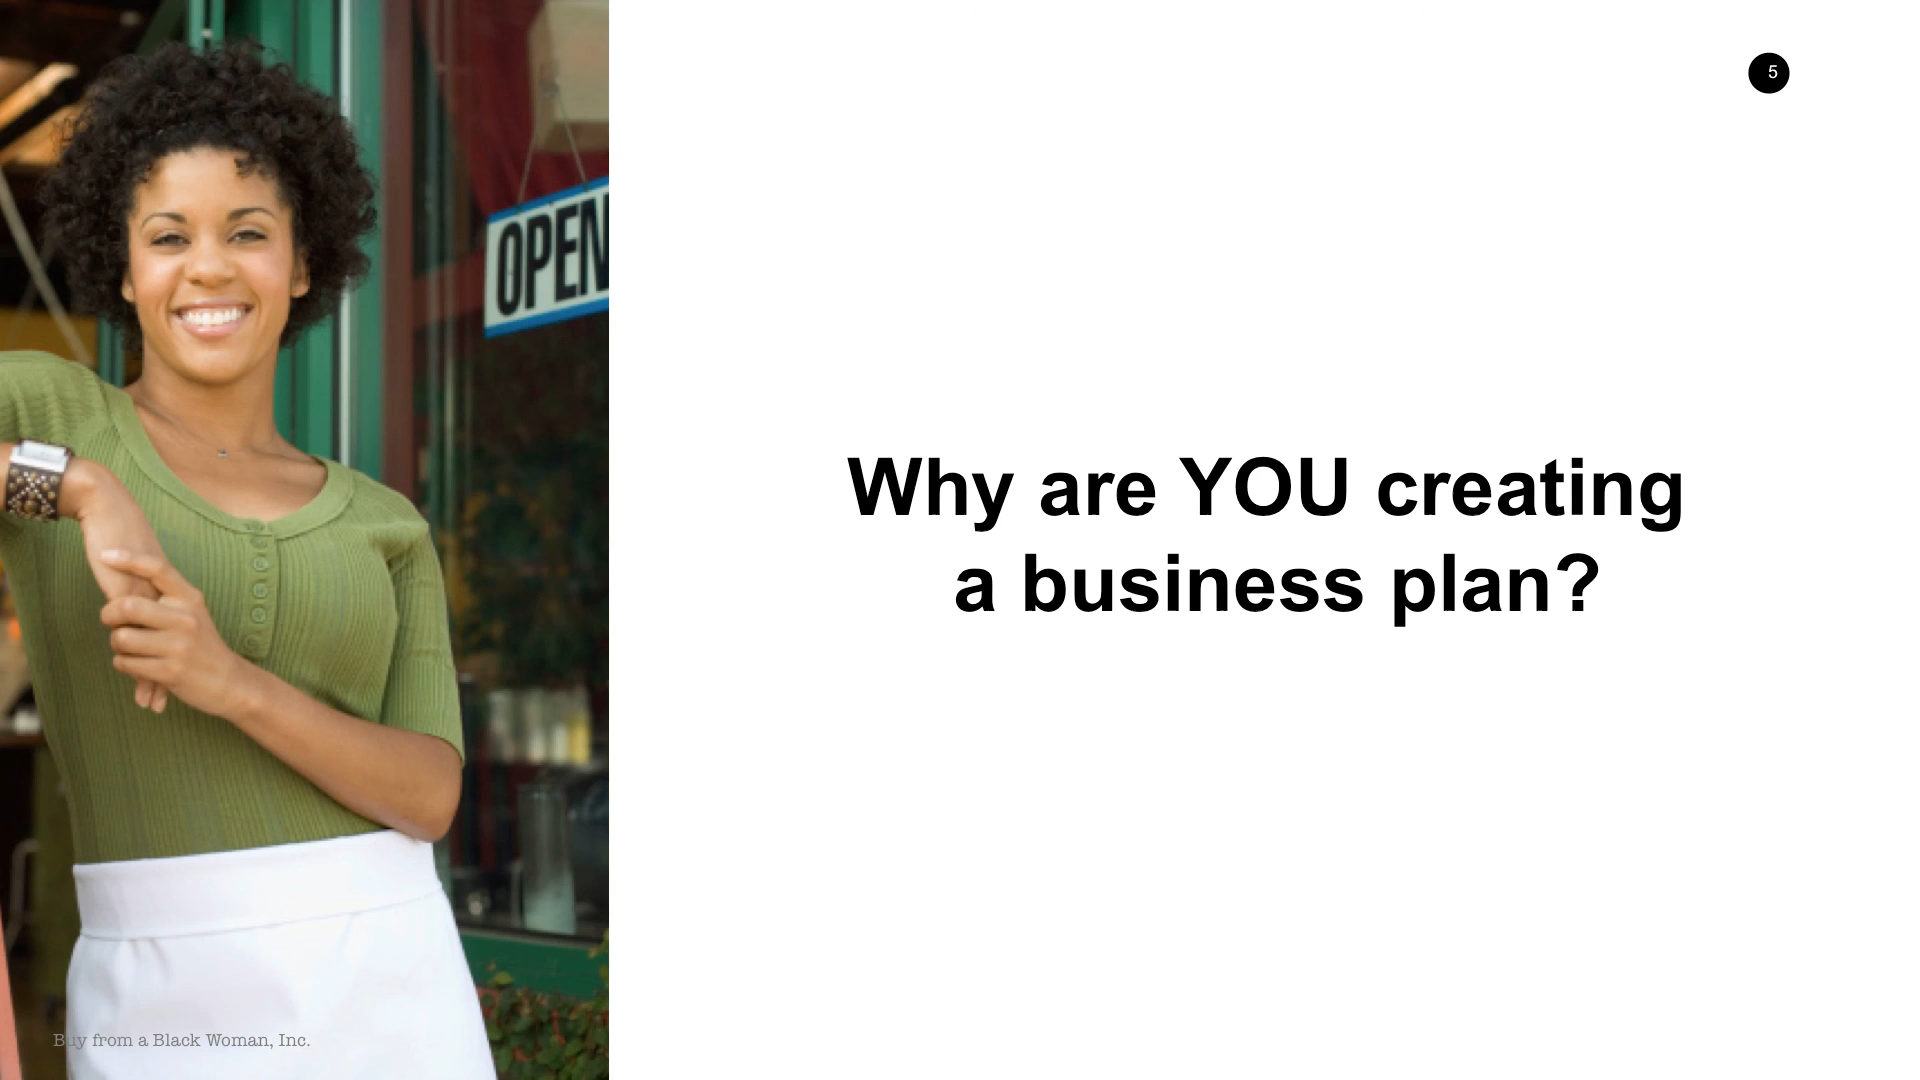 5
OPEN
Why are YOU creating
a business plan?
Buy from a Black Woman, Inc.